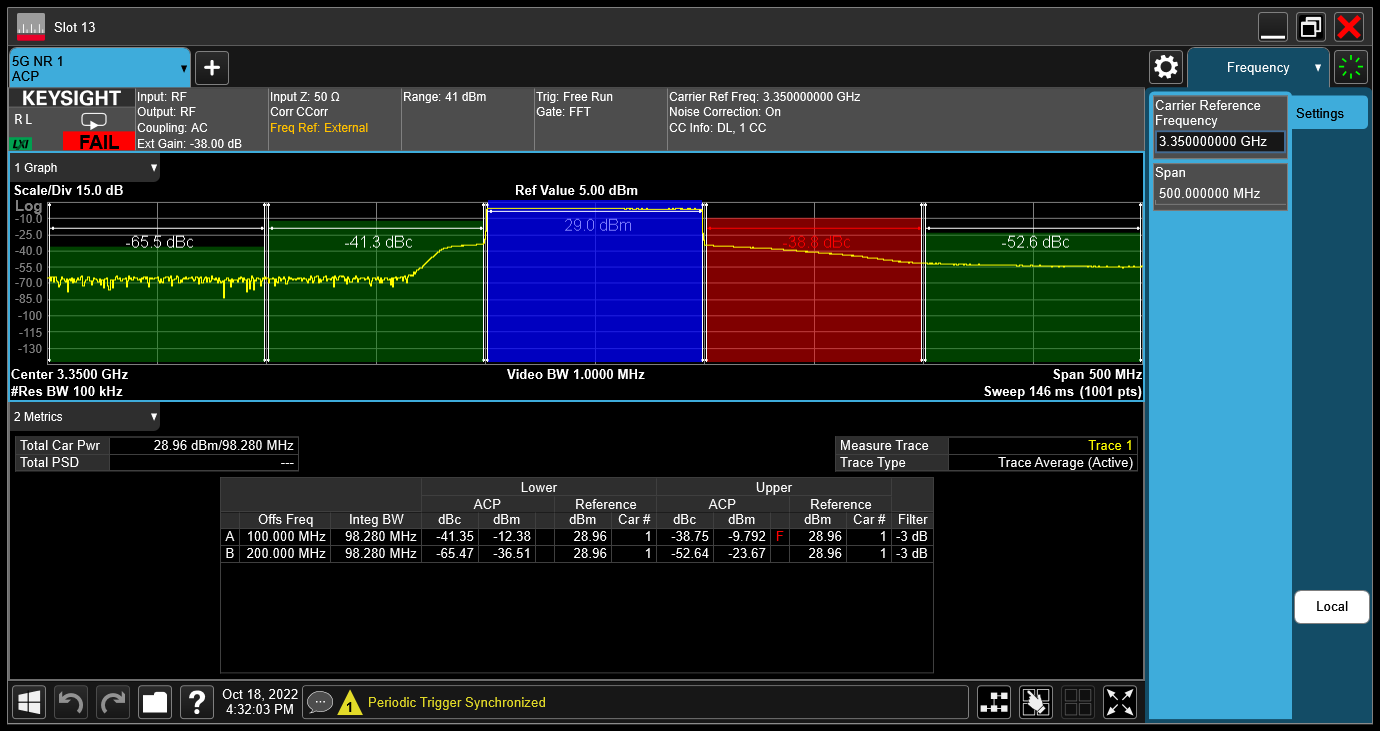 Slot 13
5G NR 1
ACP
Frequency
KEYSIGHT
R L
LXI
FAIL
Input: RF
Output: RF
Coupling: AC
Ext Gain: -38.00 dB
Input Z: 50 Ω
Corr CCorr
Freq Ref: External
Range: 41 dBm
Trig: Free Run
Gate: FFT
Carrier Ref Freq: 3.350000000 GHz
Noise Correction: On
CC Info: DL, 1 CC
Carrier Reference
Frequency
3.350000000 GHz
Span
500.000000 MHz
Settings
Local
1 Graph
Scale/Div 15.0 dB
Ref Value 5.00 dBm
Log
-10.0
-25.0
-40.0
-55.0
-70.0
-85.0
-100
-115
-130
-65.5 dBc
-41.3 dBc
29.0 dBm
-38.8 dBc
-52.6 dBc
Center 3.3500 GHz
Video BW 1.0000 MHz
Span 500 MHz
#Res BW 100 kHz
Sweep 146 ms (1001 pts)
2 Metrics
Total Car Pwr 28.96 dBm/98.280 MHz
Total PSD ---
Measure Trace Trace 1
Trace Type Trace Average (Active)
Lower Upper
ACP Reference ACP Reference
Offs Freq Integ BW dBc dBm dBm Car # dBc dBm dBm Car # Filter
A 100.000 MHz 98.280 MHz -41.35 -12.38 28.96 1 -38.75 -9.792 F 28.96 1 -3 dB
B 200.000 MHz 98.280 MHz -65.47 -36.51 28.96 1 -52.64 -23.67 28.96 1 -3 dB
?
Oct 18, 2022
4:32:03 PM
1
Periodic Trigger Synchronized